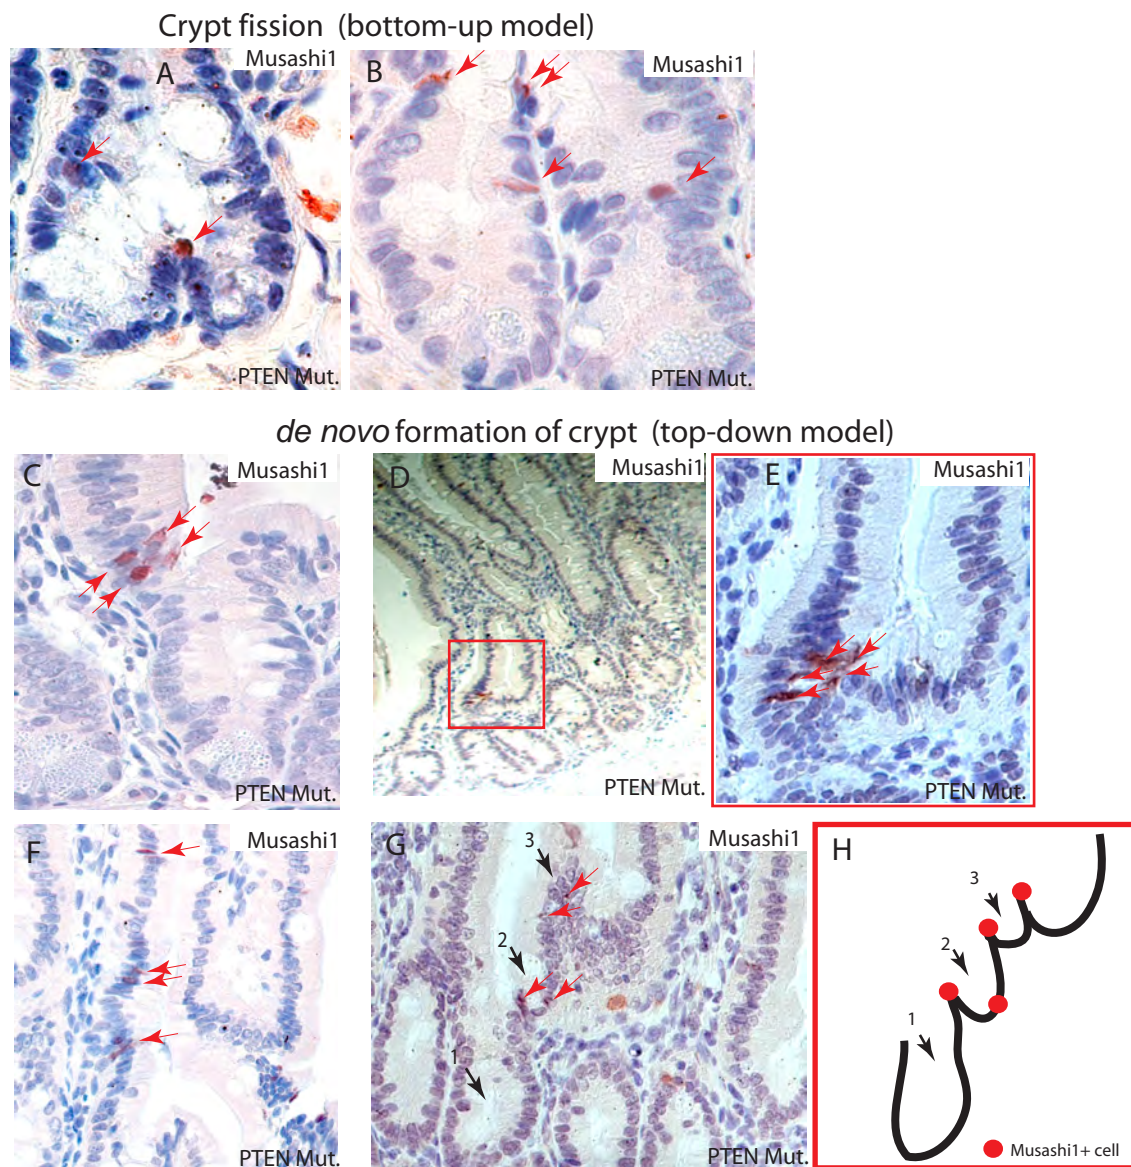 Crypt fission (bottom-up model)
A
Musashi1
PTEN Mut.
B
Musashi1
PTEN Mut.
de novo formation of crypt (top-down model)
C
Musashi1
PTEN Mut.
D
Musashi1
PTEN Mut.
E
Musashi1
PTEN Mut.
F
Musashi1
PTEN Mut.
G
Musashi1
3
2
1
PTEN Mut.
H
3
2
1
Musashi1+ cell